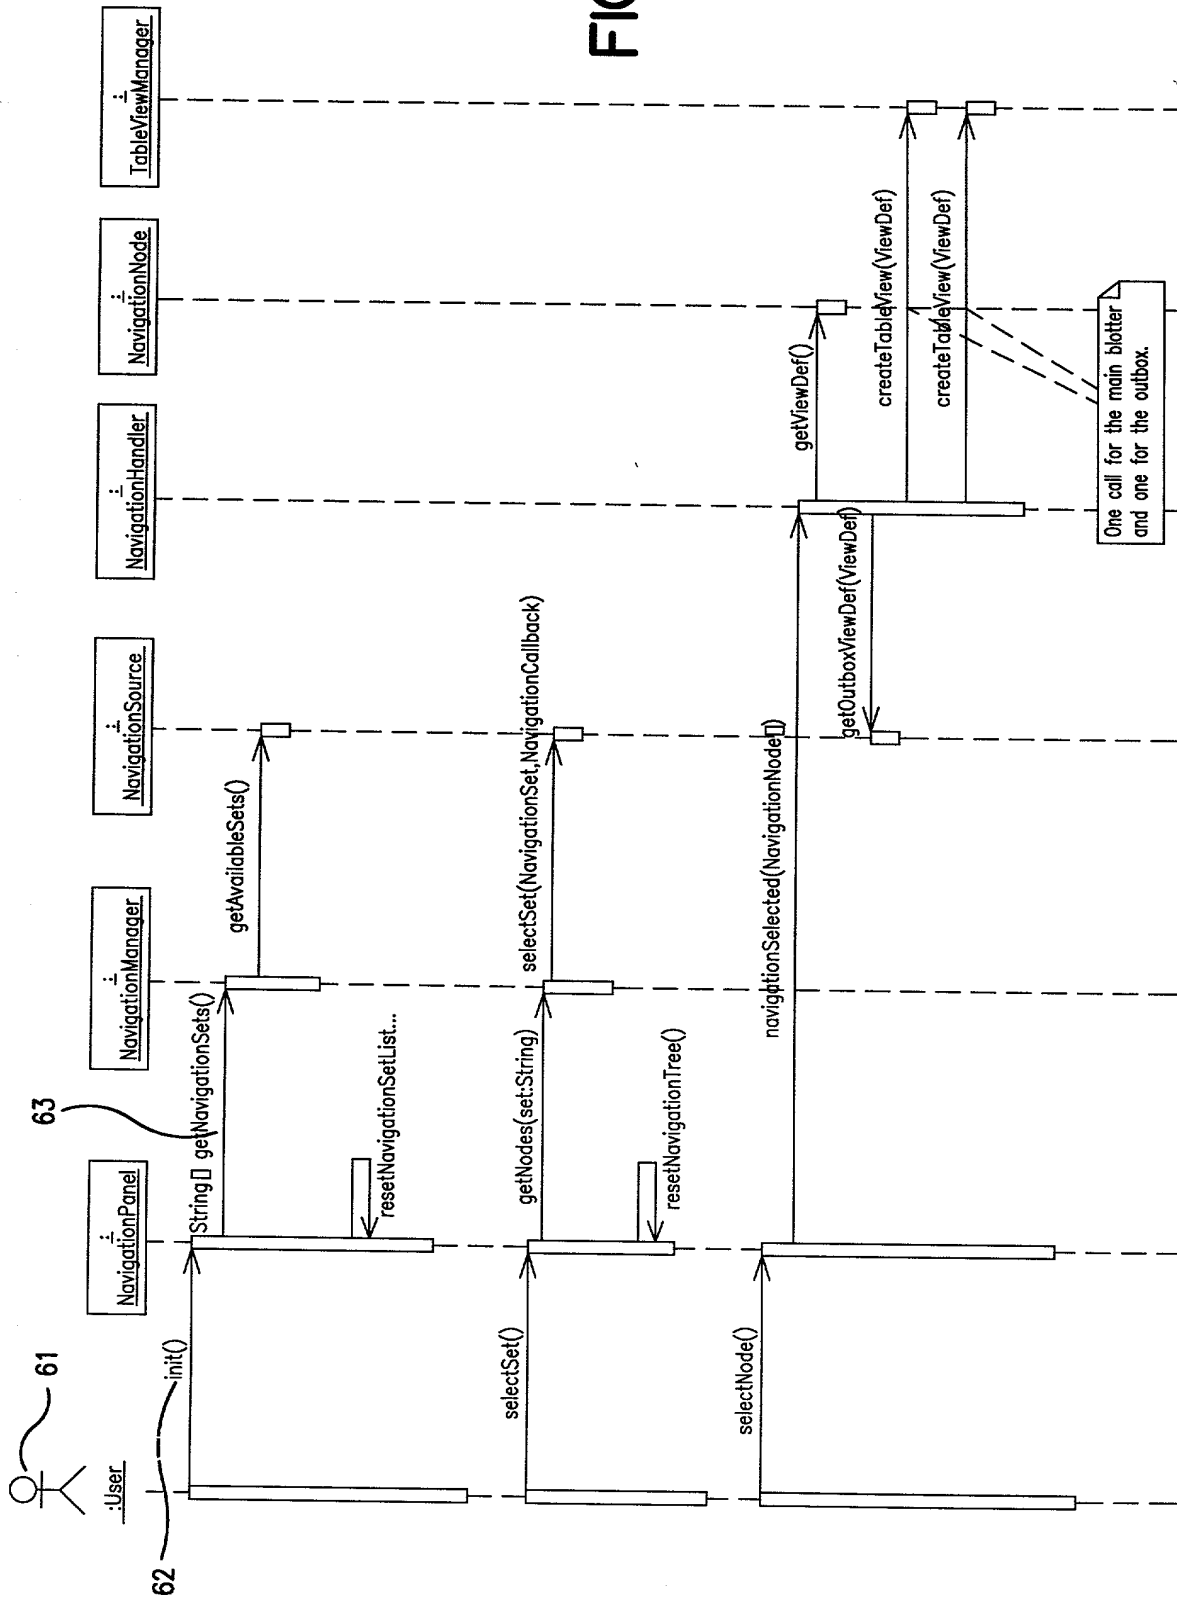 61
:User
:
NavigationPanel
:
NavigationManager
:
NavigationSource
:
NavigationHandler
:
NavigationNode
:
TableViewManager
62
init()
63
String[] getNavigationSets()
getAvailableSets()
resetNavigationSetList...
selectSet()
getNodes(set:String)
selectSet(NavigationSet,NavigationCallback)
resetNavigationTree()
selectNode()
navigationSelected(NavigationNode[])
getViewDef()
getOutboxViewDef(ViewDef)
createTableView(ViewDef)
createTableView(ViewDef)
One call for the main blotter
and one for the outbox.